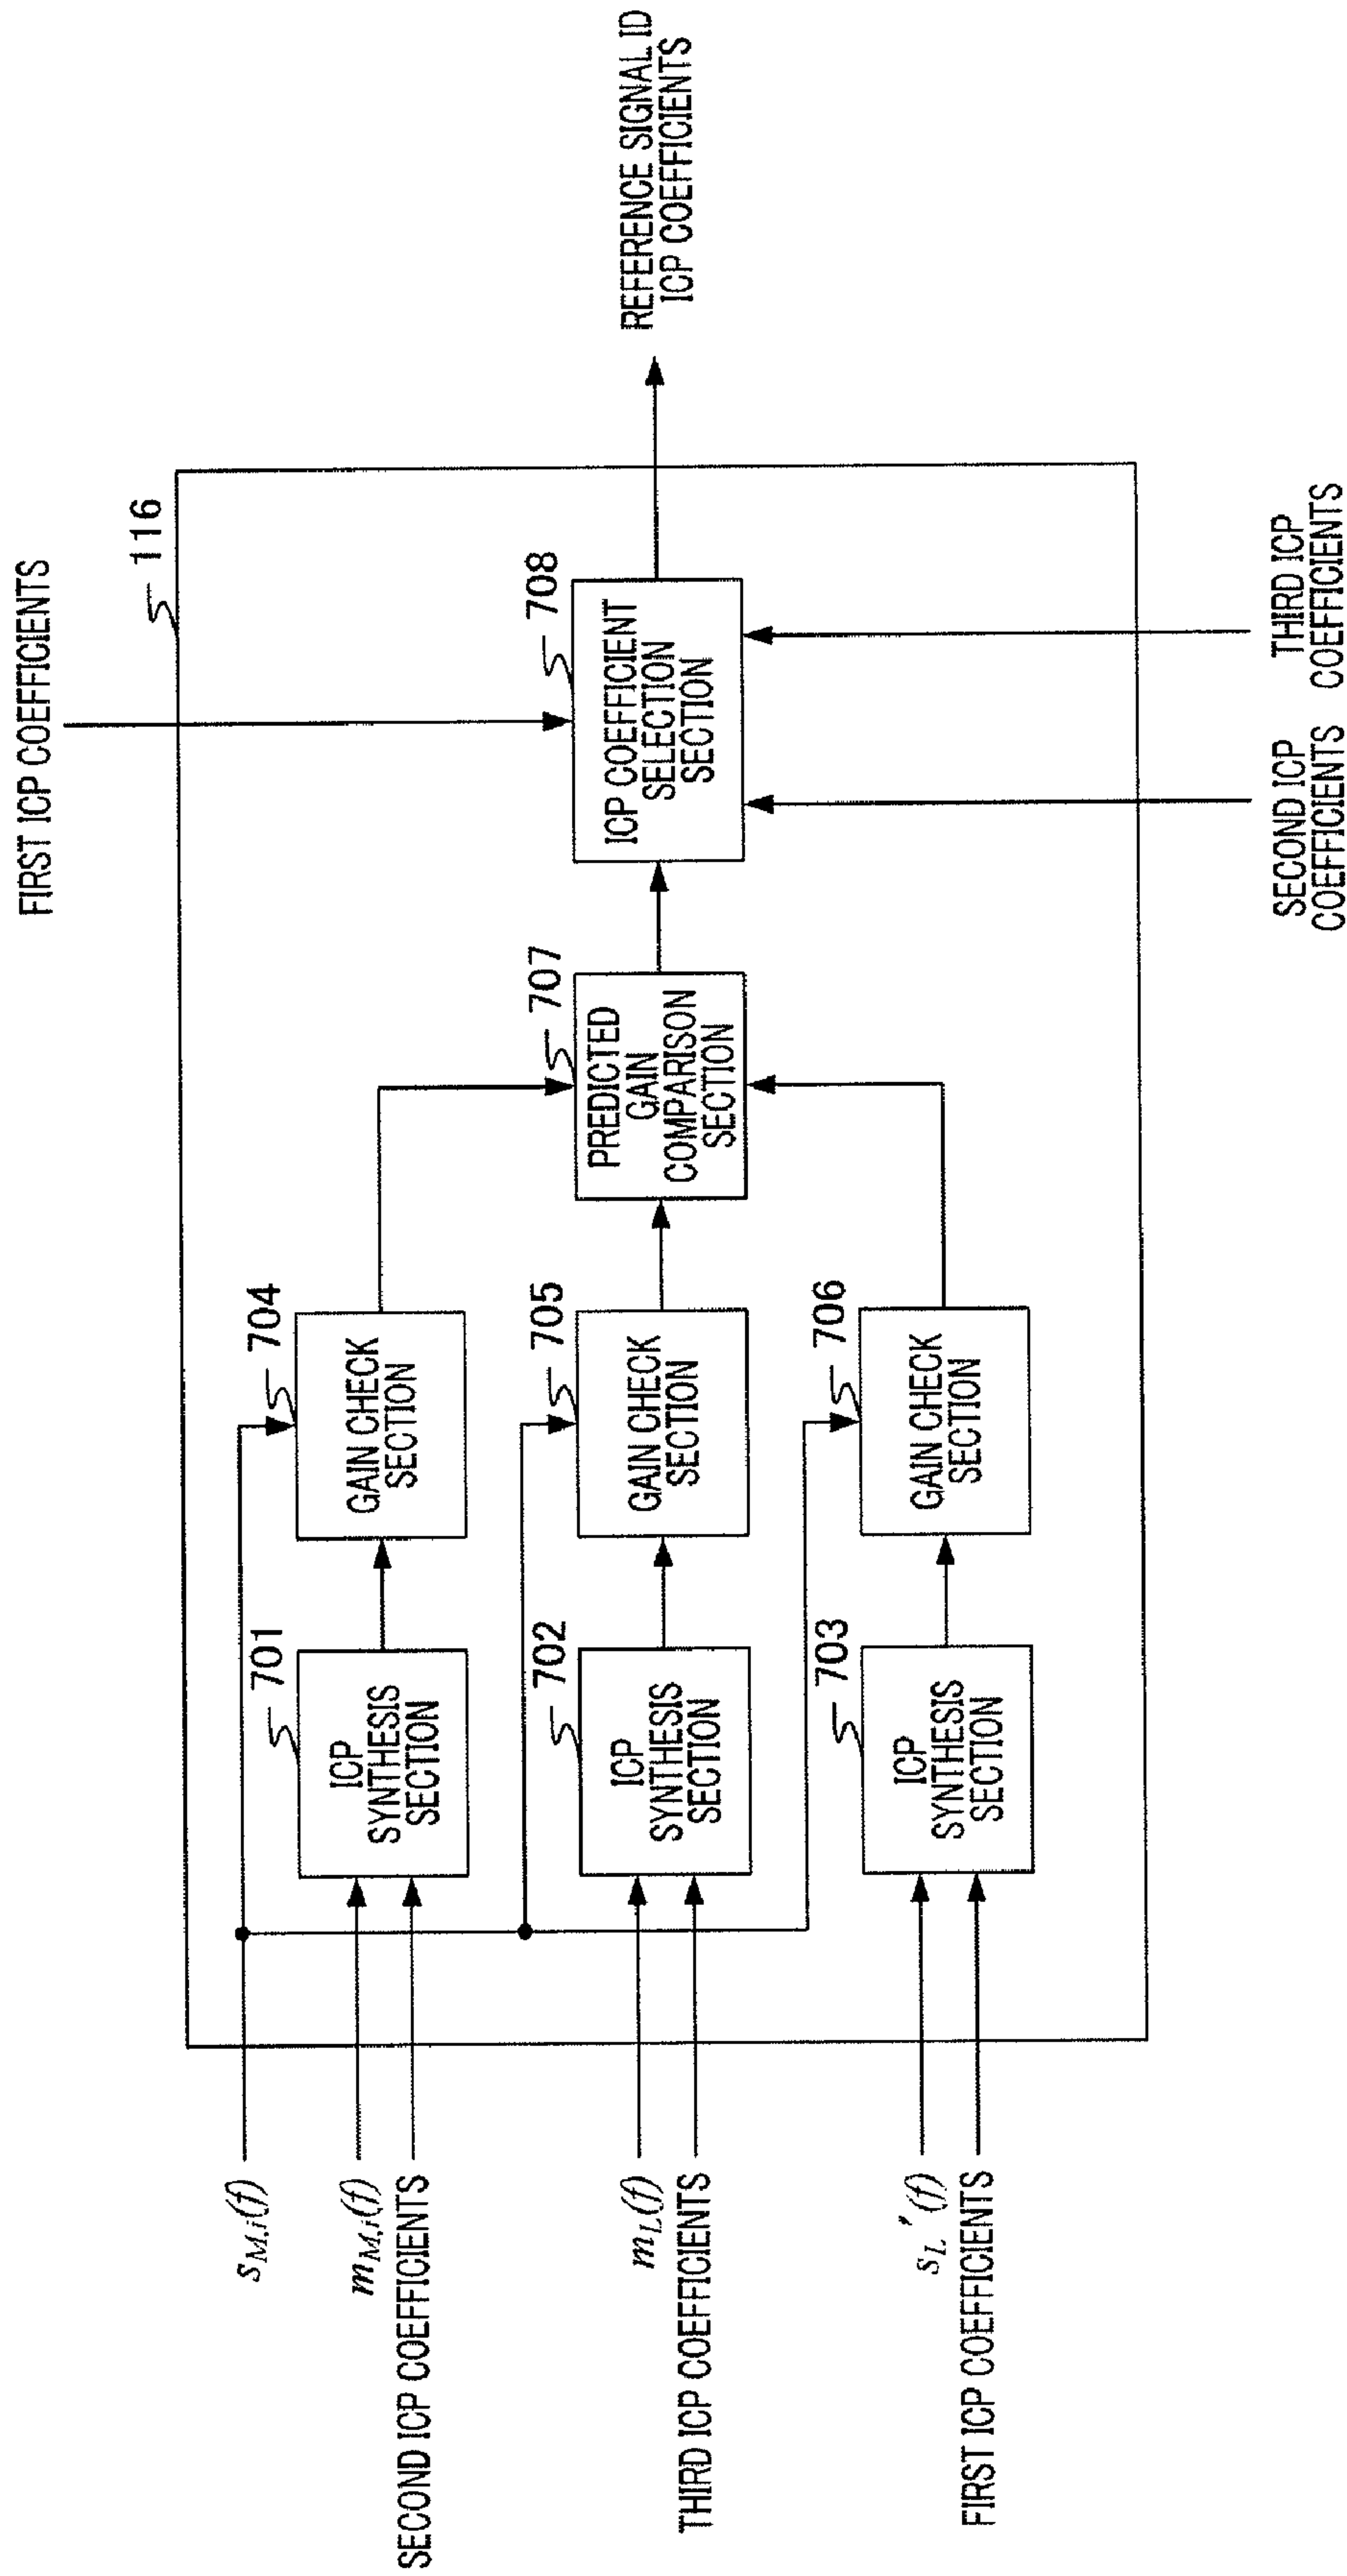 FIRST ICP COEFFICIENTS
116
s_{M,i}(f)
m_{M,i}(f)
SECOND ICP COEFFICIENTS
701
ICP
SYNTHESIS
SECTION
704
GAIN CHECK
SECTION
m_L(f)
THIRD ICP COEFFICIENTS
702
ICP
SYNTHESIS
SECTION
705
GAIN CHECK
SECTION
707
PREDICTED
GAIN
COMPARISON
SECTION
708
ICP COEFFICIENT
SELECTION
SECTION
REFERENCE SIGNAL ID
ICP COEFFICIENTS
s_L''(f)
FIRST ICP COEFFICIENTS
703
ICP
SYNTHESIS
SECTION
706
GAIN CHECK
SECTION
SECOND ICP
COEFFICIENTS
THIRD ICP
COEFFICIENTS